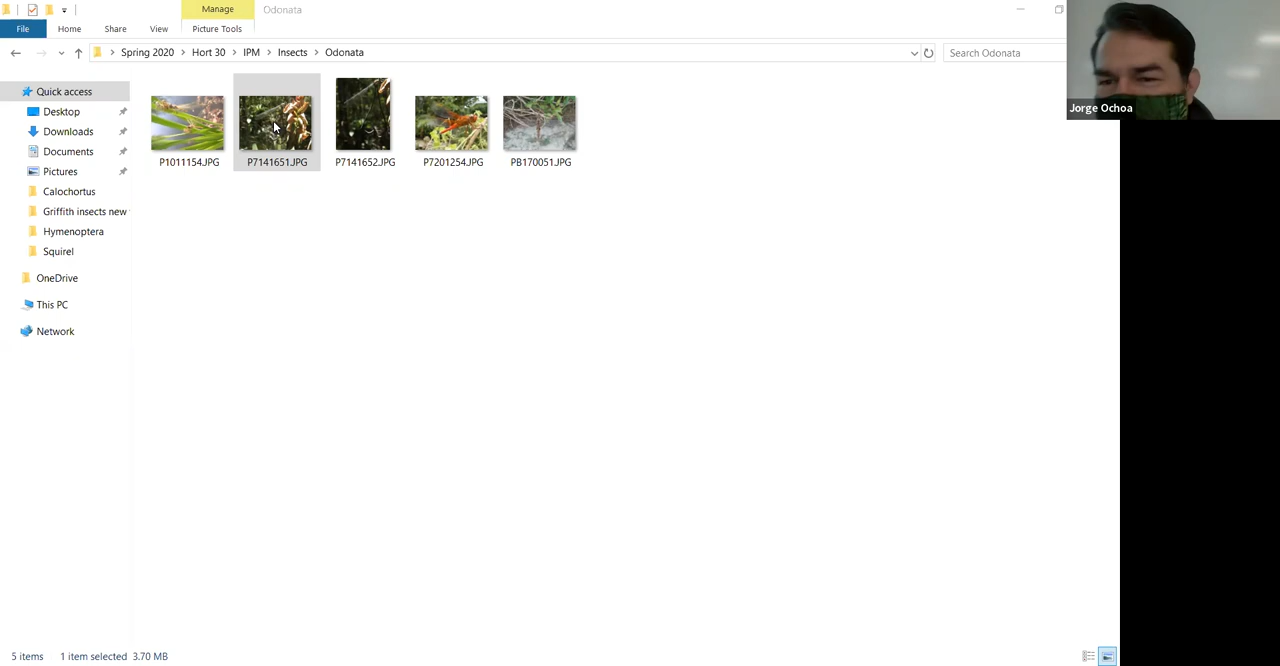 Manage
Odonata
File
Home
Share
View
Picture Tools
Spring 2020 > Hort 30 > IPM > Insects > Odonata
Search Odonata
Jorge Ochoa
Quick access
Desktop
Downloads
Documents
Pictures
Calochortus
Griffith insects new
Hymenoptera
Squirel
OneDrive
This PC
Network
P1011154.JPG
P7141651.JPG
P7141652.JPG
P7201254.JPG
PB170051.JPG
5 items
1 item selected 3.70 MB